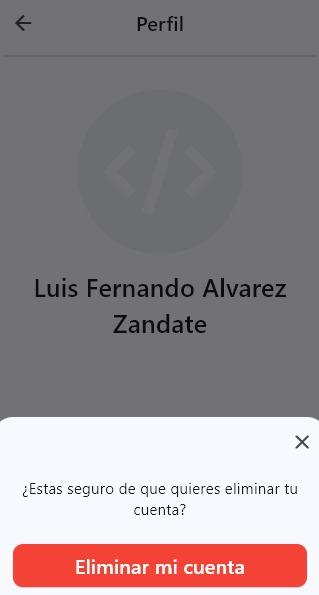 Perfil
Luis Fernando Alvarez
Zandate
¿Estas seguro de que quieres eliminar tu
cuenta?
Eliminar mi cuenta